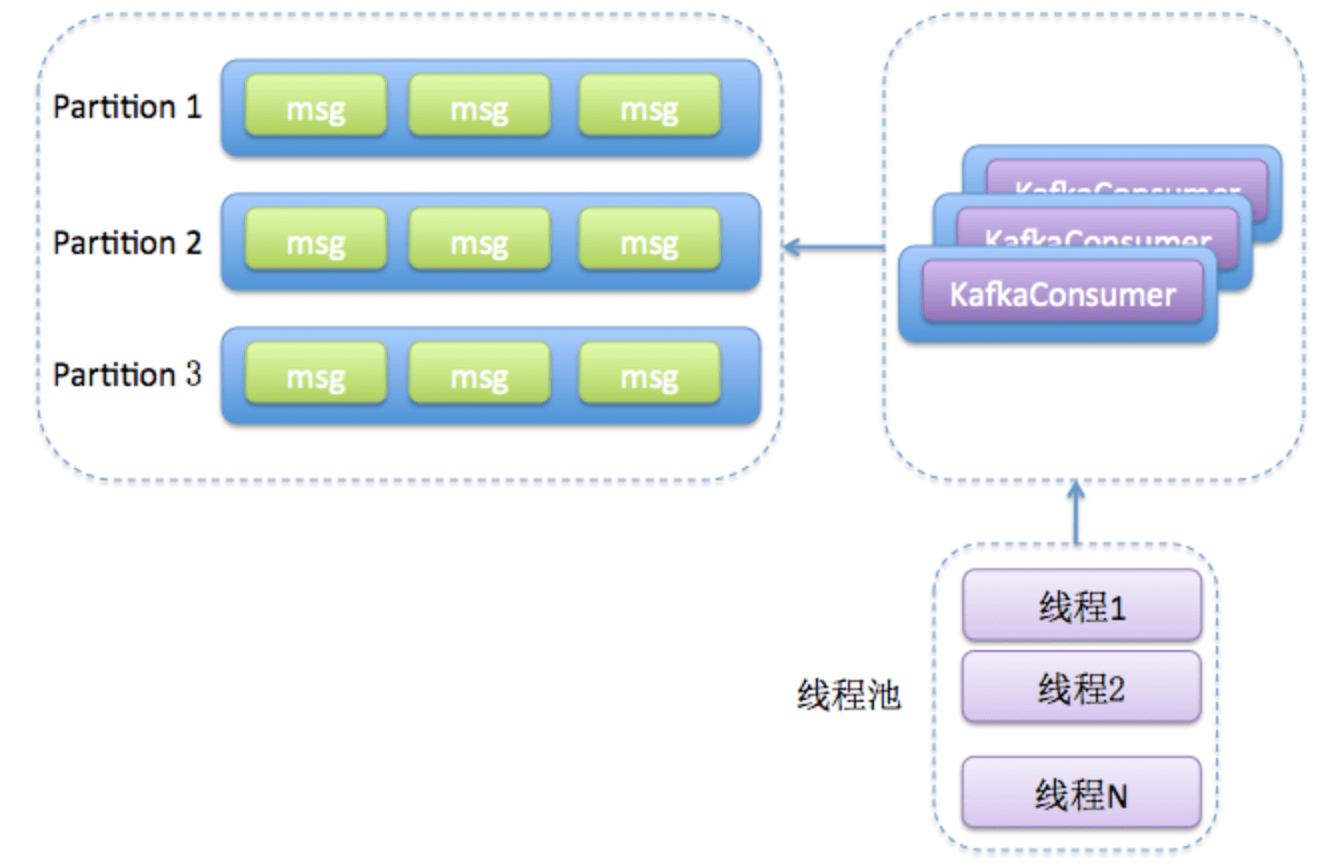 Partition 1
msg msg msg
Partition 2
msg msg msg
Partition 3
msg msg msg
KafkaConsumer
KafkaConsumer
KafkaConsumer
线程池
线程1
线程2
线程N